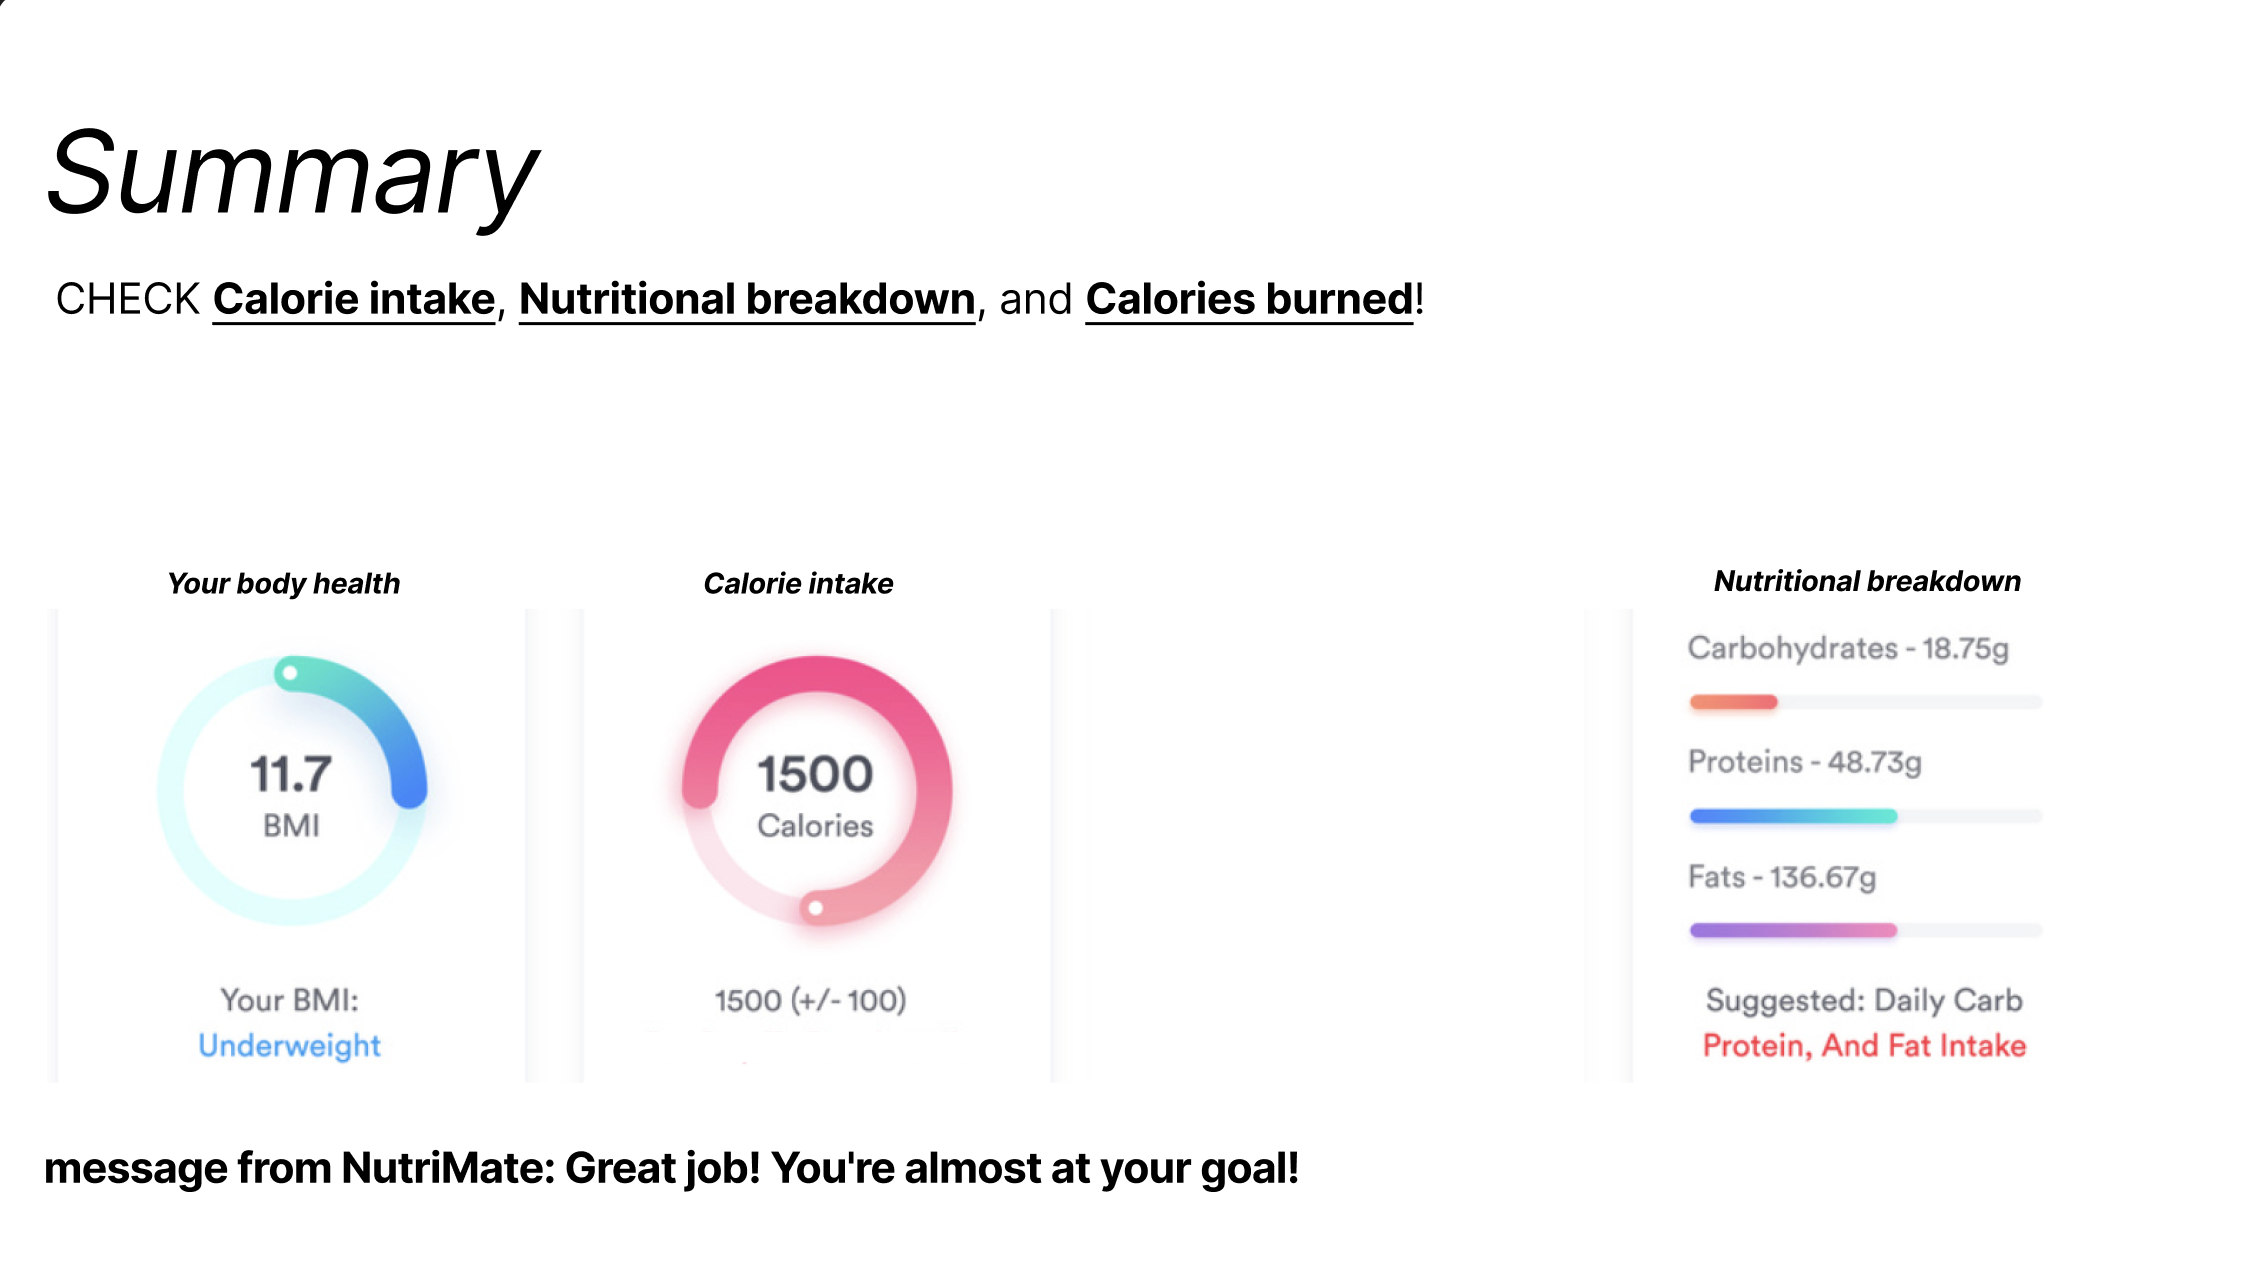 Summary
CHECK Calorie intake, Nutritional breakdown, and Calories burned!
Your body health
11.7
BMI
Your BMI:
Underweight
Calorie intake
1500
Calories
1500 (+/- 100)
Nutritional breakdown
Carbohydrates - 18.75g
Proteins - 48.73g
Fats - 136.67g
Suggested: Daily Carb
Protein, And Fat Intake
message from NutriMate: Great job! You're almost at your goal!